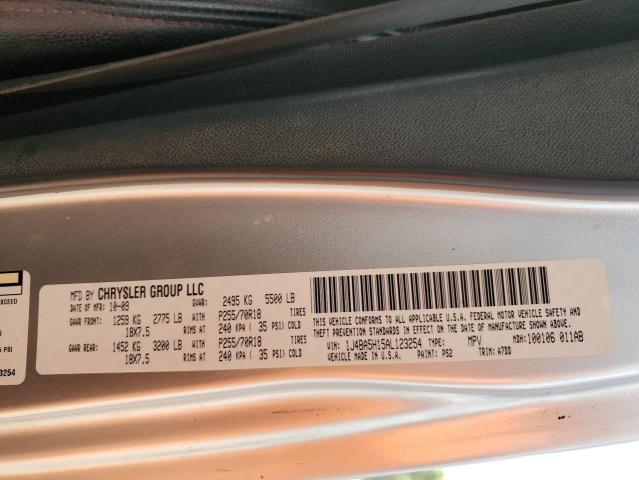 EXCEED
PSI
3254
MFD BY CHRYSLER GROUP LLC
DATE OF MFR: 10-09 GVWR: 2495 KG 5500 LB
GAWR FRONT: 1259 KG 2775 LB WITH P255/70R18 TIRES
18X7.5 RIMS AT 240 KPA ( 35 PSI) COLD
GAWR REAR: 1452 KG 3200 LB WITH P255/70R18 TIRES
18X7.5 RIMS AT 240 KPA ( 35 PSI) COLD
THIS VEHICLE CONFORMS TO ALL APPLICABLE U.S.A. FEDERAL MOTOR VEHICLE SAFETY AND
THEFT PREVENTION STANDARDS IN EFFECT ON THE DATE OF MANUFACTURE SHOWN ABOVE.
VIN: 1J4BA5H15AL123254 TYPE: MPV MDH: 100106 011AB
VEHICLE MADE IN U.S.A. PAINT: PS2 TRIM: A7DD